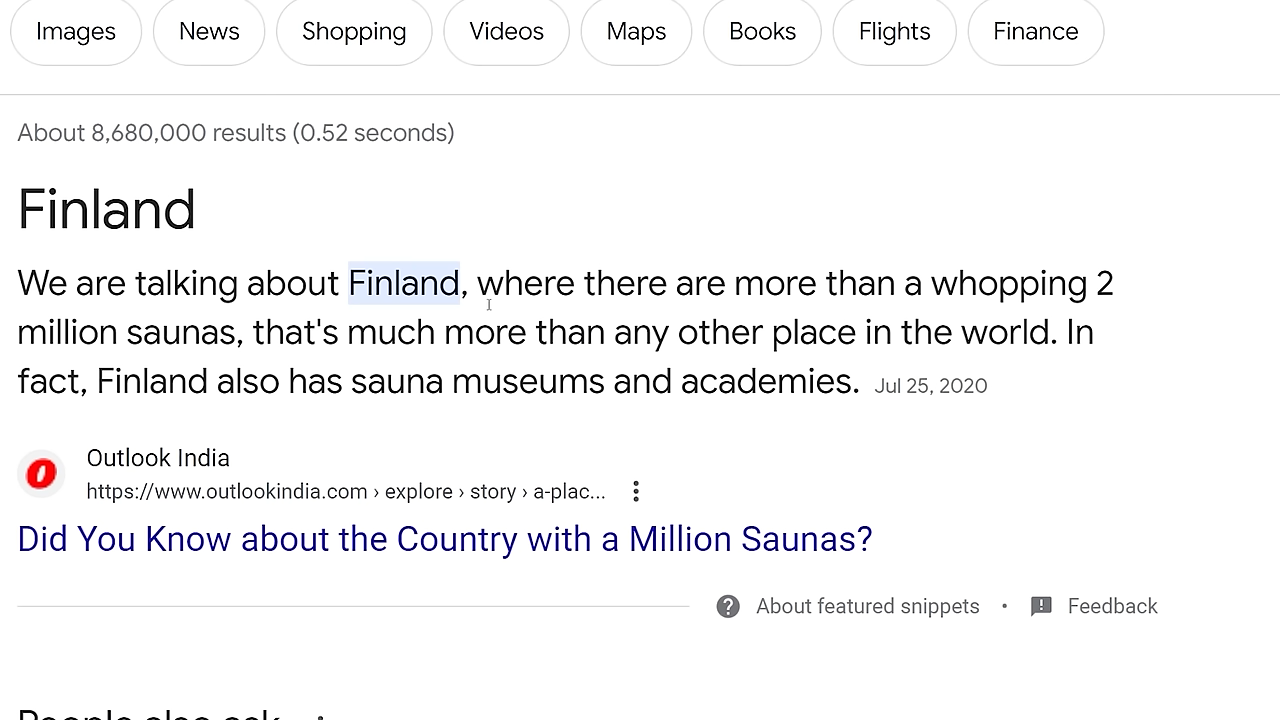 Images News Shopping Videos Maps Books Flights Finance
About 8,680,000 results (0.52 seconds)
Finland
We are talking about Finland, where there are more than a whopping 2
million saunas, that's much more than any other place in the world. In
fact, Finland also has sauna museums and academies. Jul 25, 2020
Outlook India
https://www.outlookindia.com › explore › story › a-plac...
Did You Know about the Country with a Million Saunas?
About featured snippets • Feedback
People also ask